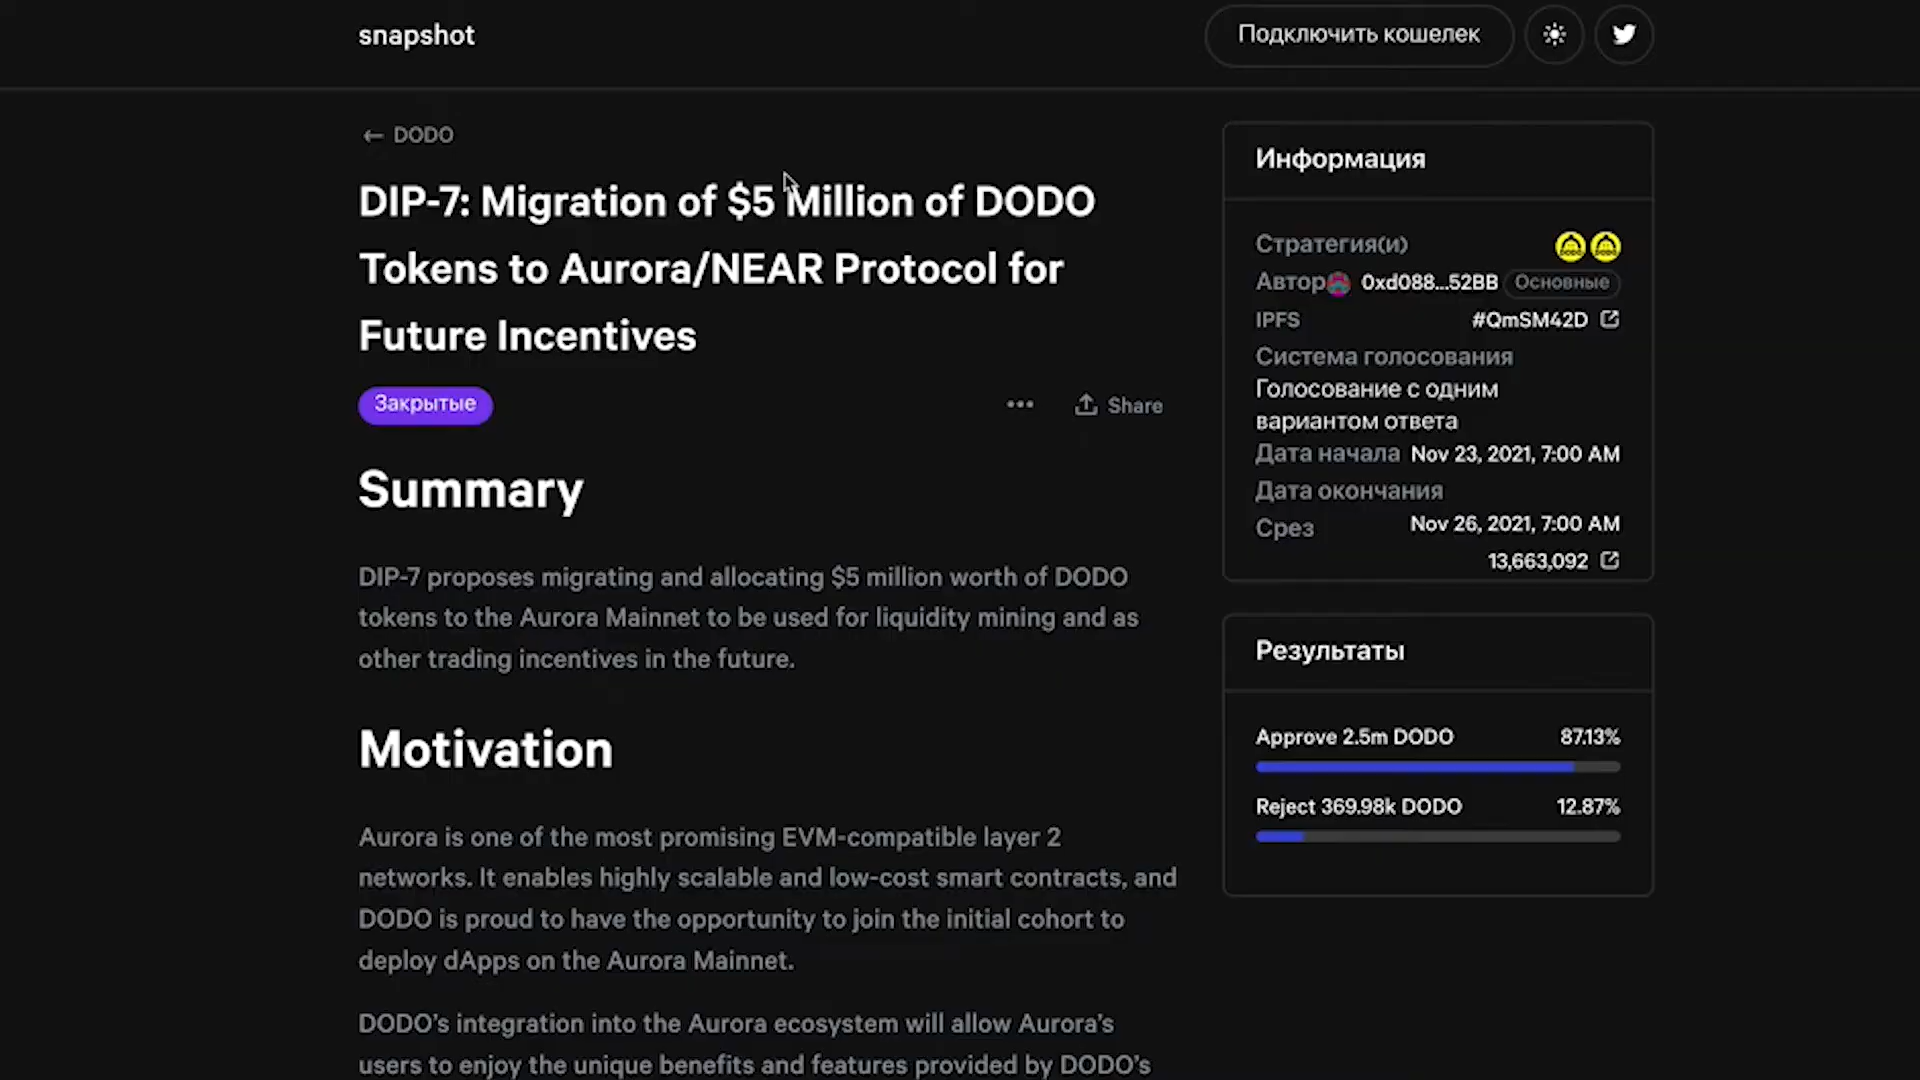 snapshot
Подключить кошелек
← DODO
DIP-7: Migration of $5 Million of DODO
Tokens to Aurora/NEAR Protocol for
Future Incentives
Закрытые
Share
Summary
DIP-7 proposes migrating and allocating $5 million worth of DODO
tokens to the Aurora Mainnet to be used for liquidity mining and as
other trading incentives in the future.
Motivation
Aurora is one of the most promising EVM-compatible layer 2
networks. It enables highly scalable and low-cost smart contracts, and
DODO is proud to have the opportunity to join the initial cohort to
deploy dApps on the Aurora Mainnet.
DODO’s integration into the Aurora ecosystem will allow Aurora’s
users to enjoy the unique benefits and features provided by DODO’s
Информация
Стратегия(и)
Автор 0xd088...52BB Основные
IPFS #QmSM42D
Система голосования
Голосование с одним
вариантом ответа
Дата начала Nov 23, 2021, 7:00 AM
Дата окончания
Nov 26, 2021, 7:00 AM
Срез
13,663,092
Результаты
Approve 2.5m DODO 87.13%
Reject 369.98k DODO 12.87%